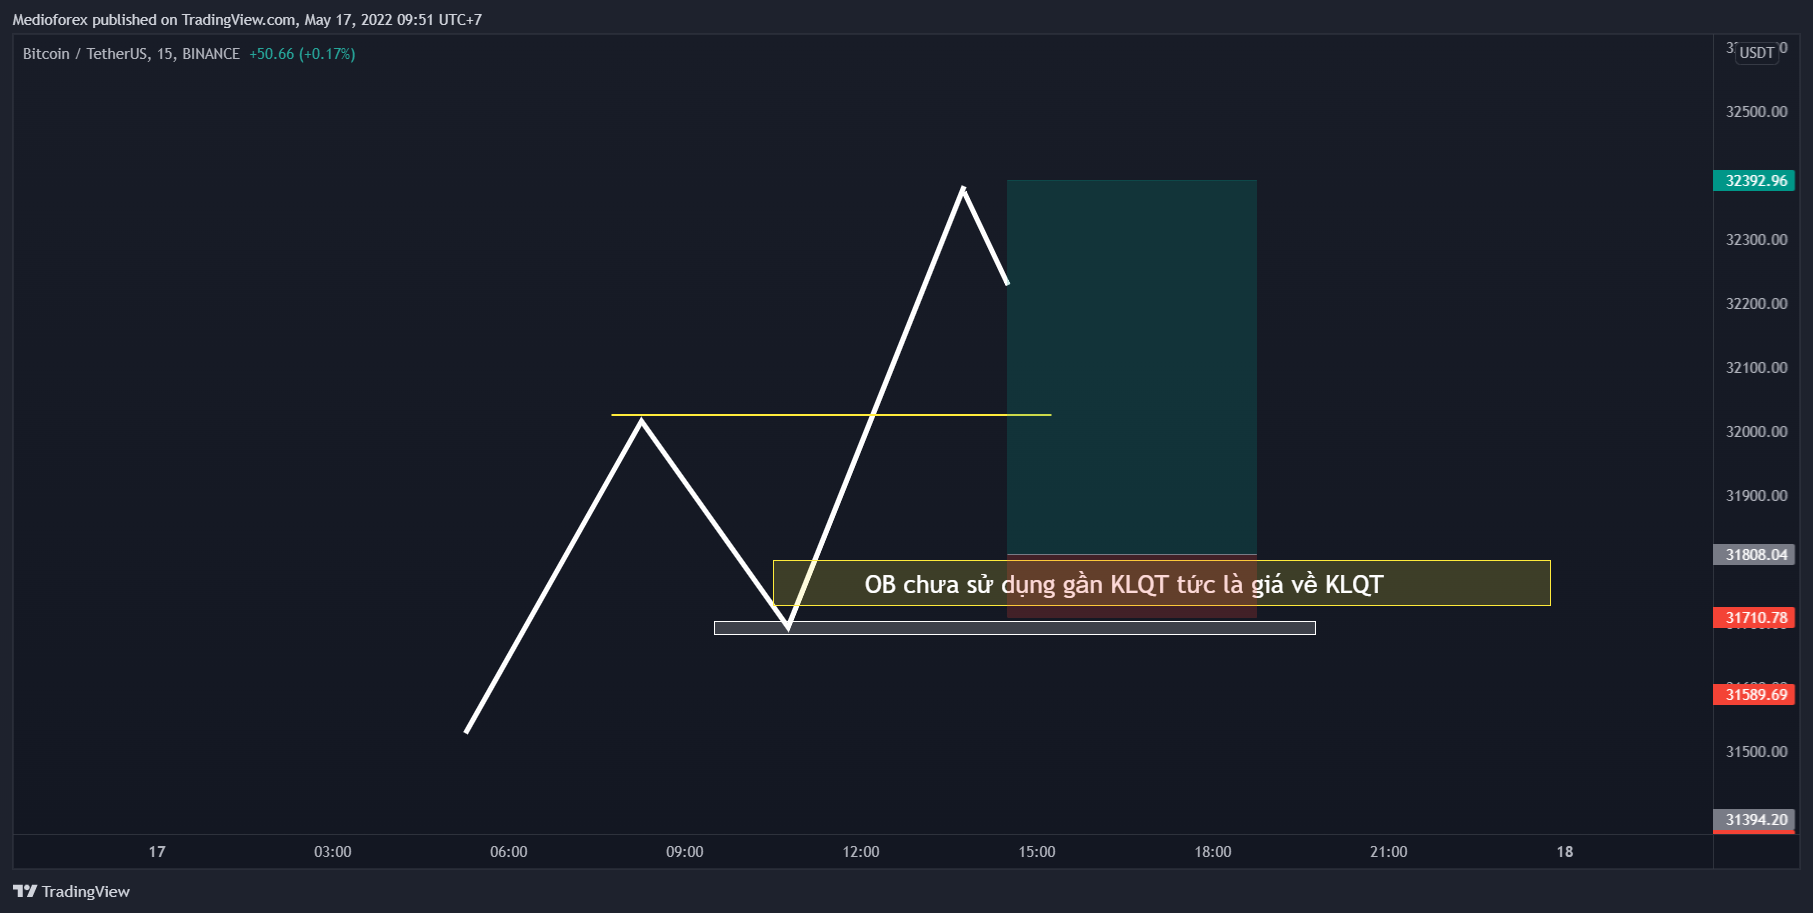 Medioforex published on TradingView.com, May 17, 2022 09:51 UTC+7
Bitcoin / TetherUS, 15, BINANCE +50.66 (+0.17%)
USDT
32500.00
32392.96
32300.00
32200.00
32100.00
32000.00
31900.00
31808.04
OB chưa sử dụng gần KLQT tức là giá về KLQT
31710.78
31589.69
31500.00
31394.20
17 03:00 06:00 09:00 12:00 15:00 18:00 21:00 18
TradingView